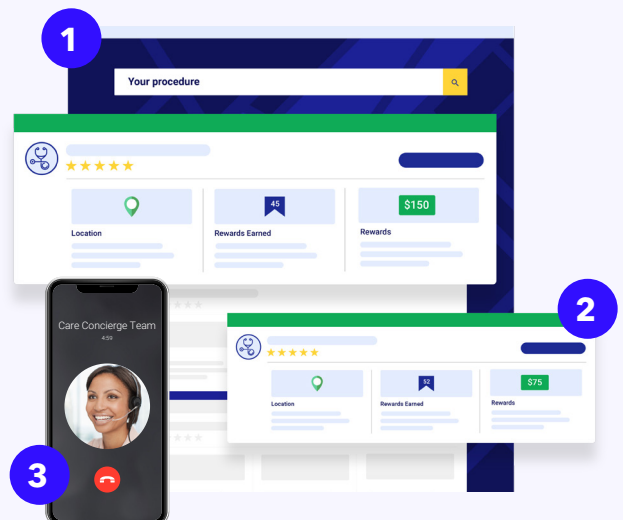 1
Your procedure
45
$150
Location
Rewards Earned
Rewards
2
52
$75
Location
Rewards Earned
Rewards
Care Concierge Team
4:59
3